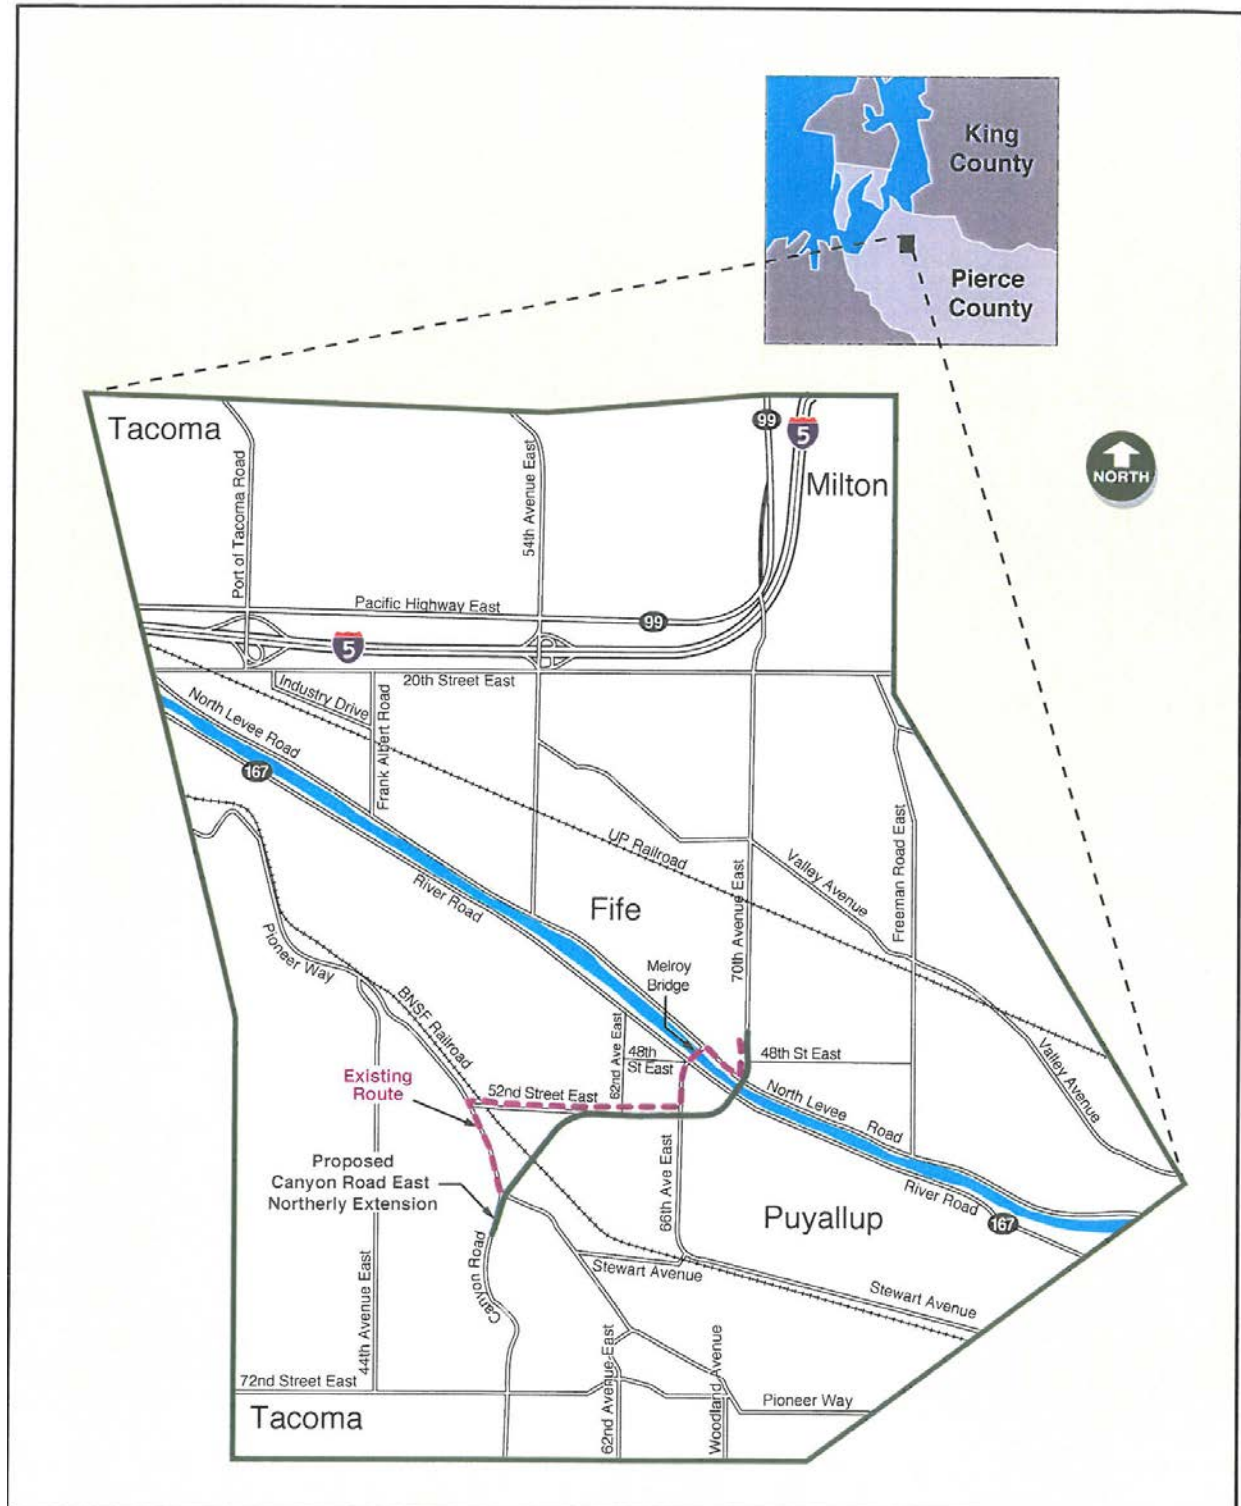 King
County
Pierce
County
NORTH
Tacoma
99
5
Milton
Port of Tacoma Road
54th Avenue East
Pacific Highway East
99
5
20th Street East
Industry Drive
Frank Albert Road
North Levee Road
167
River Road
UP Railroad
Valley Avenue
Freeman Road East
70th Avenue East
Fife
Pioneer Way
BNSF Railroad
Melroy
Bridge
62nd Ave East
48th
St East
48th St East
Valley Avenue
North Levee Road
Existing
Route
52nd Street East
Proposed
Canyon Road East
Northerly Extension
66th Ave East
River Road
167
Puyallup
Canyon Road
Stewart Avenue
Stewart Avenue
44th Avenue East
72nd Street East
62nd Avenue East
Woodland Avenue
Pioneer Way
Tacoma